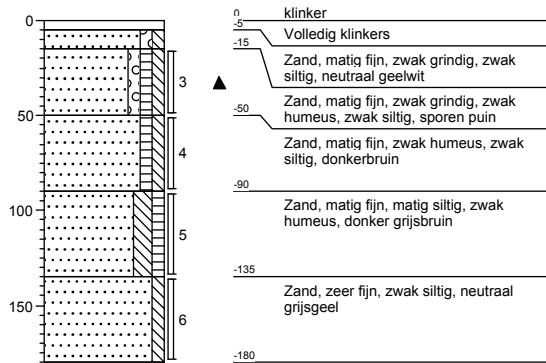 0
50
100
150
3
4
5
6
0
klinker
-5
Volledig klinkers
-15
Zand, matig fijn, zwak grindig, zwak
siltig, neutraal geelwit
Zand, matig fijn, zwak grindig, zwak
humeus, zwak siltig, sporen puin
-50
Zand, matig fijn, zwak humeus, zwak
siltig, donkerbruin
-90
Zand, matig fijn, matig siltig, zwak
humeus, donker grijsbruin
-135
Zand, zeer fijn, zwak siltig, neutraal
grijsgeel
-180